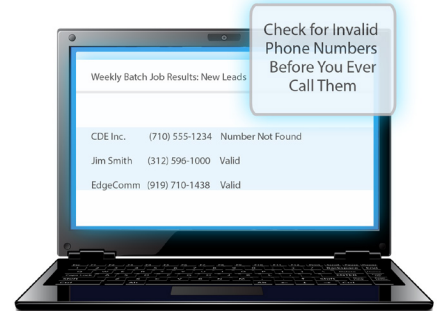 Check for Invalid
Phone Numbers
Before You Ever
Call Them
Weekly Batch Job Results: New Leads
CDE Inc. (710) 555-1234 Number Not Found
Jim Smith (312) 596-1000 Valid
EdgeComm (919) 710-1438 Valid